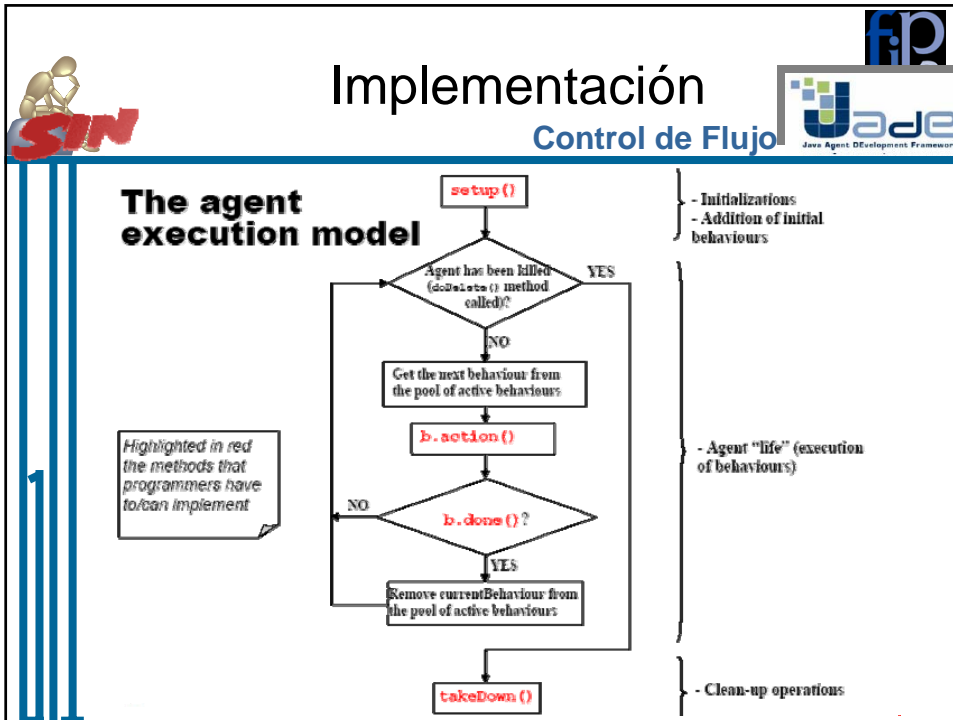 Implementación
Control de Flujo
SIN
Jade
Java Agent DEvelopment Framework
The agent
execution model
setup()
- Initializations
- Addition of initial
behaviours
Agent has been killed
(doDelete() method
called)?
YES
NO
Get the next behaviour from
the pool of active behaviours
b.action()
- Agent “life” (execution
of behaviours)
Highlighted in red
the methods that
programmers have
to/can implement
NO
b.done()?
YES
Remove currentBehaviour from
the pool of active behaviours
takeDown()
- Clean-up operations
1